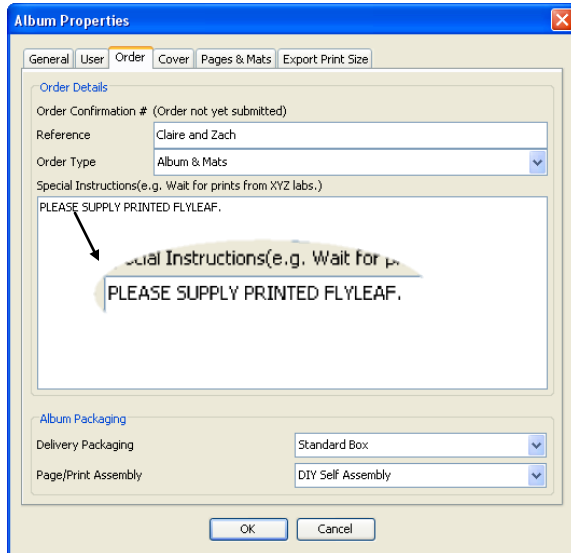 Album Properties
General User Order Cover Pages & Mats Export Print Size
Order Details
Order Confirmation # (Order not yet submitted)
Reference Claire and Zach
Order Type Album & Mats
Special Instructions(e.g. Wait for prints from XYZ labs.)
PLEASE SUPPLY PRINTED FLYLEAF.
Instructions(e.g. Wait for
PLEASE SUPPLY PRINTED FLYLEAF.
Album Packaging
Delivery Packaging Standard Box
Page/Print Assembly DIY Self Assembly
OK Cancel